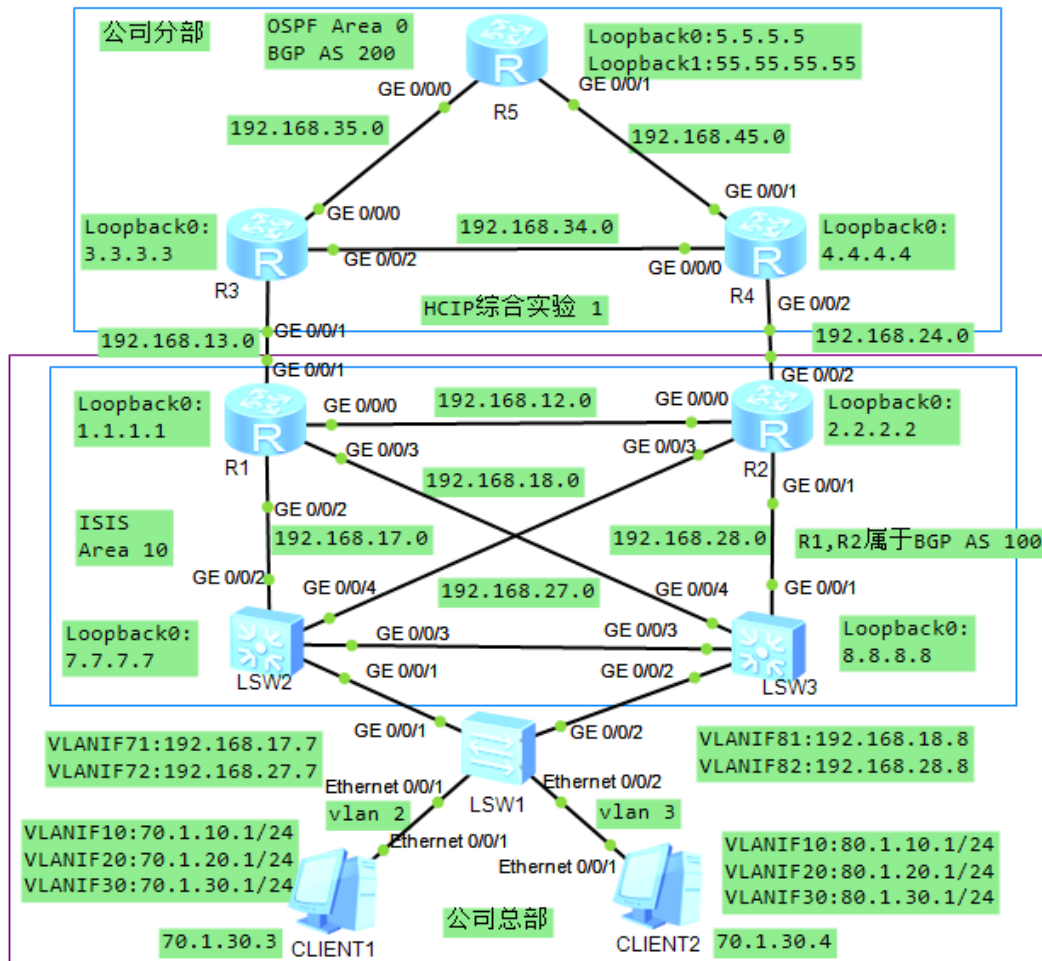 公司分部
OSPF Area 0
BGP AS 200
Loopback0:5.5.5.5
Loopback1:55.55.55.55
GE 0/0/0
GE 0/0/1
R
R5
192.168.35.0
192.168.45.0
GE 0/0/0
GE 0/0/1
Loopback0:
3.3.3.3
R
R3
GE 0/0/2
192.168.34.0
GE 0/0/0
R
R4
Loopback0:
4.4.4.4
HCIP综合实验 1
GE 0/0/2
192.168.13.0
GE 0/0/1
192.168.24.0
GE 0/0/1
GE 0/0/2
Loopback0:
1.1.1.1
R
R1
GE 0/0/0
192.168.12.0
GE 0/0/0
R
R2
Loopback0:
2.2.2.2
GE 0/0/3
GE 0/0/3
192.168.18.0
GE 0/0/2
GE 0/0/1
ISIS
Area 10
192.168.17.0
192.168.28.0
R1,R2属于BGP AS 100
GE 0/0/2
GE 0/0/4
192.168.27.0
GE 0/0/4
GE 0/0/1
Loopback0:
7.7.7.7
LSW2
GE 0/0/3
GE 0/0/3
LSW3
Loopback0:
8.8.8.8
GE 0/0/1
GE 0/0/2
GE 0/0/1
GE 0/0/2
VLANIF71:192.168.17.7
VLANIF72:192.168.27.7
VLANIF81:192.168.18.8
VLANIF82:192.168.28.8
LSW1
Ethernet 0/0/1
Ethernet 0/0/2
vlan 2
vlan 3
Ethernet 0/0/1
Ethernet 0/0/1
VLANIF10:70.1.10.1/24
VLANIF20:70.1.20.1/24
VLANIF30:70.1.30.1/24
VLANIF10:80.1.10.1/24
VLANIF20:80.1.20.1/24
VLANIF30:80.1.30.1/24
公司总部
70.1.30.3
CLIENT1
CLIENT2
70.1.30.4